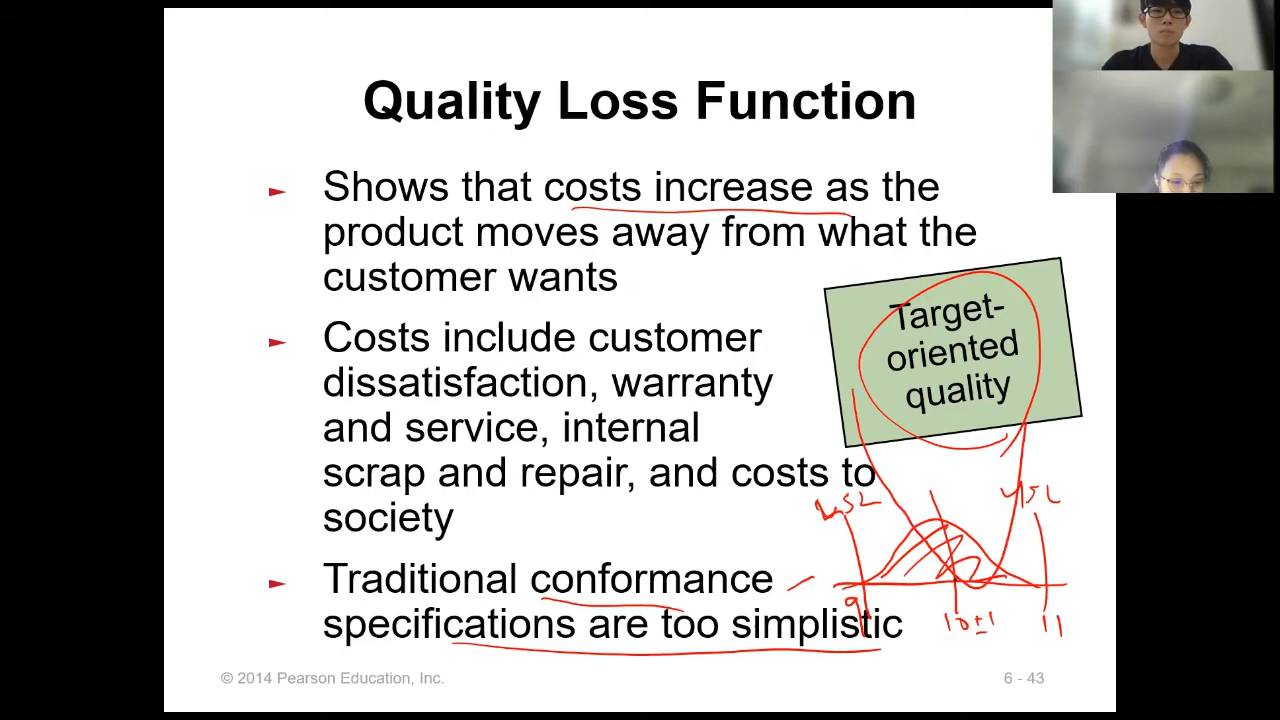 Quality Loss Function
► Shows that costs increase as the
product moves away from what the
customer wants
Target-
oriented
quality
► Costs include customer
dissatisfaction, warranty
and service, internal
scrap and repair, and costs to
society
LSL
USL
► Traditional conformance
specifications are too simplistic
9
10±1
11
© 2014 Pearson Education, Inc.
6 - 43